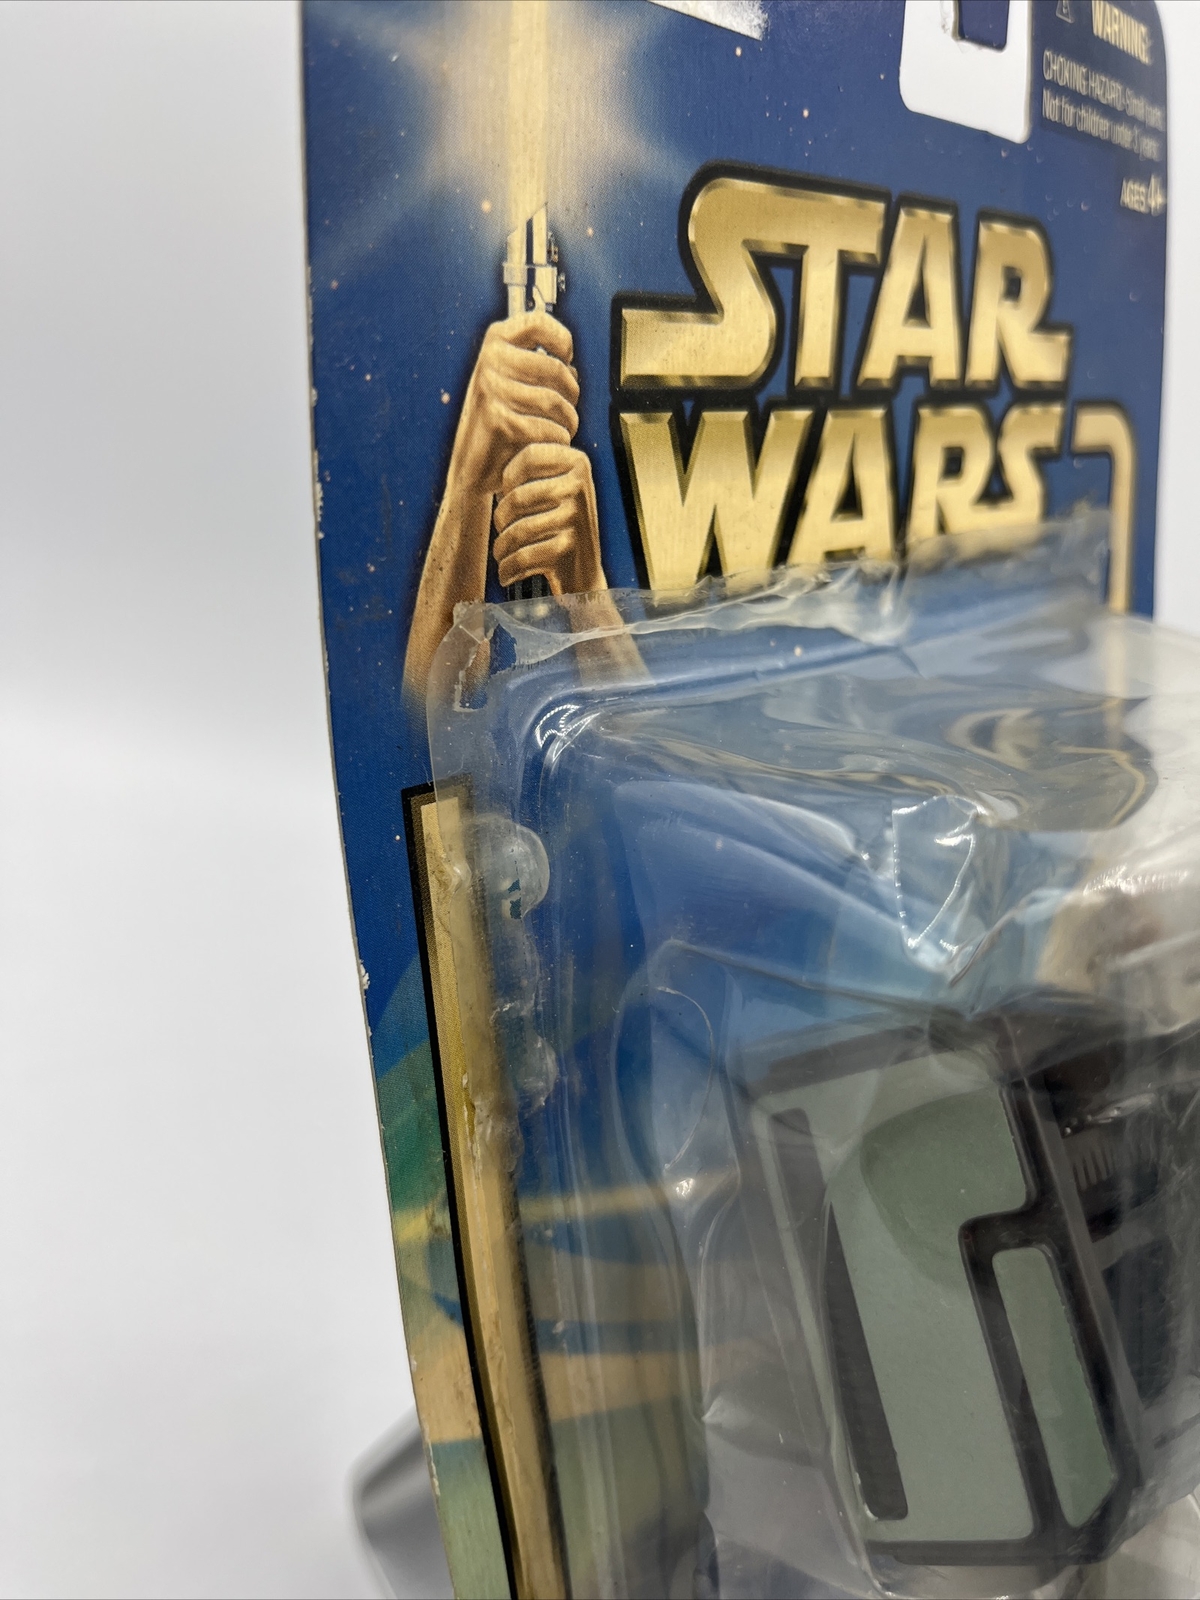 WARNING:
CHOKING HAZARD-Small parts
Not for children under 3 years.
AGES 4+
STAR
WARS